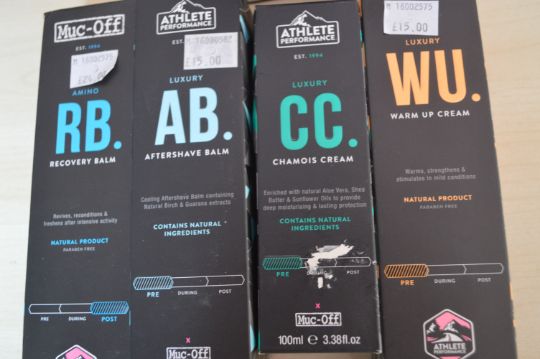 Muc-Off
EST. 1994
M 16002575
AMINO
RB.
RECOVERY BALM
Revives, reconditions &
freshens after intensive activity
NATURAL PRODUCT
PARABEN FREE
PRE DURING POST
ATHLETE
PERFORMANCE
£15.00
LUXURY
AB.
AFTERSHAVE BALM
Cooling Aftershave Balm containing
Natural Birch & Guarana extracts
CONTAINS NATURAL
INGREDIENTS
PRE DURING POST
x
Muc-Off
ATHLETE
PERFORMANCE
EST. 1994
LUXURY
CC.
CHAMOIS CREAM
Enriched with natural Aloe Vera, Shea
Butter & Sunflower Oils to provide
deep moisturising & lasting protection
CONTAINS NATURAL
INGREDIENTS
PRE DURING POST
x
Muc-Off
100ml e 3.38fl.oz
M 16002575
£15.00
LUXURY
WU.
WARM UP CREAM
Warms, strengthens &
stimulates in mild conditions
NATURAL PRODUCT
PARABEN FREE
PRE DURING POST
ATHLETE
PERFORMANCE